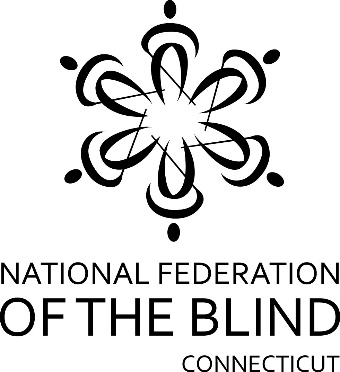 NATIONAL FEDERATION
OF THE BLIND
CONNECTICUT